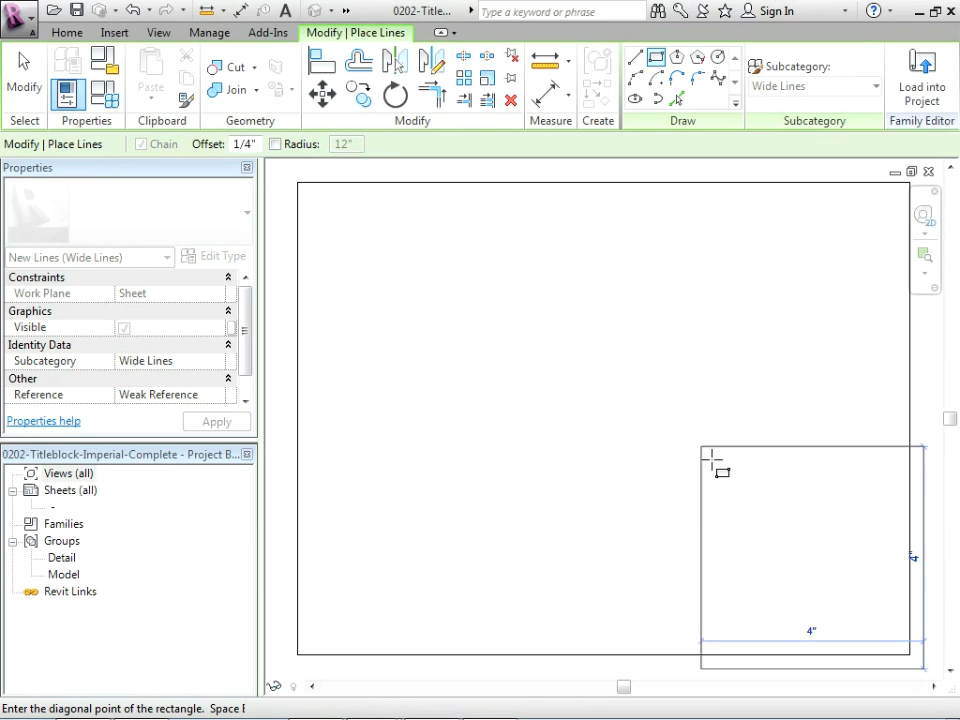 0202-Title...
Type a keyword or phrase
Sign In
Home
Insert
View
Manage
Add-Ins
Modify | Place Lines
Modify
Paste
Cut
Join
Subcategory:
Wide Lines
Load into
Project
Select
Properties
Clipboard
Geometry
Modify
Measure
Create
Draw
Subcategory
Family Editor
Modify | Place Lines
Chain
Offset:
1/4"
Radius:
12"
Properties
New Lines (Wide Lines)
Edit Type
Constraints
Work Plane
Sheet
Graphics
Visible
Identity Data
Subcategory
Wide Lines
Other
Reference
Weak Reference
Properties help
Apply
0202-Titleblock-Imperial-Complete - Project B...
Views (all)
Sheets (all)
-
Families
Groups
Detail
Model
Revit Links
2D
4"
4"
Enter the diagonal point of the rectangle. Space